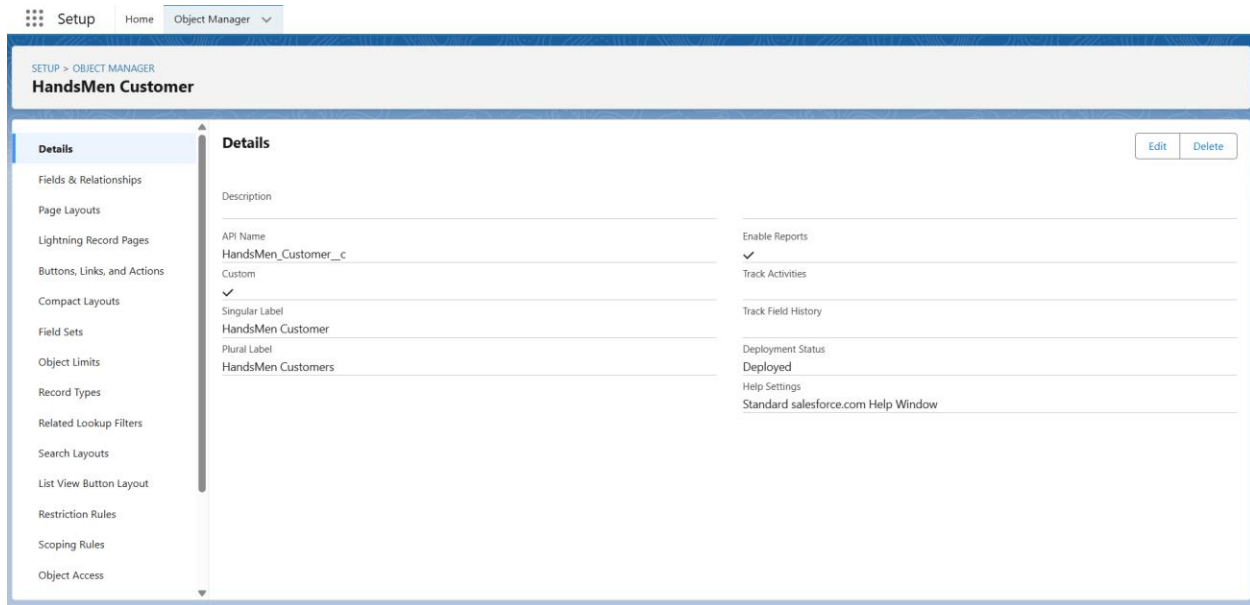 Setup Home Object Manager
SETUP > OBJECT MANAGER
HandsMen Customer
Details
Fields & Relationships
Page Layouts
Lightning Record Pages
Buttons, Links, and Actions
Compact Layouts
Field Sets
Object Limits
Record Types
Related Lookup Filters
Search Layouts
List View Button Layout
Restriction Rules
Scoping Rules
Object Access
Details
Edit Delete
Description
API Name
HandsMen_Customer__c
Custom
Singular Label
HandsMen Customer
Plural Label
HandsMen Customers
Enable Reports
Track Activities
Track Field History
Deployment Status
Deployed
Help Settings
Standard salesforce.com Help Window